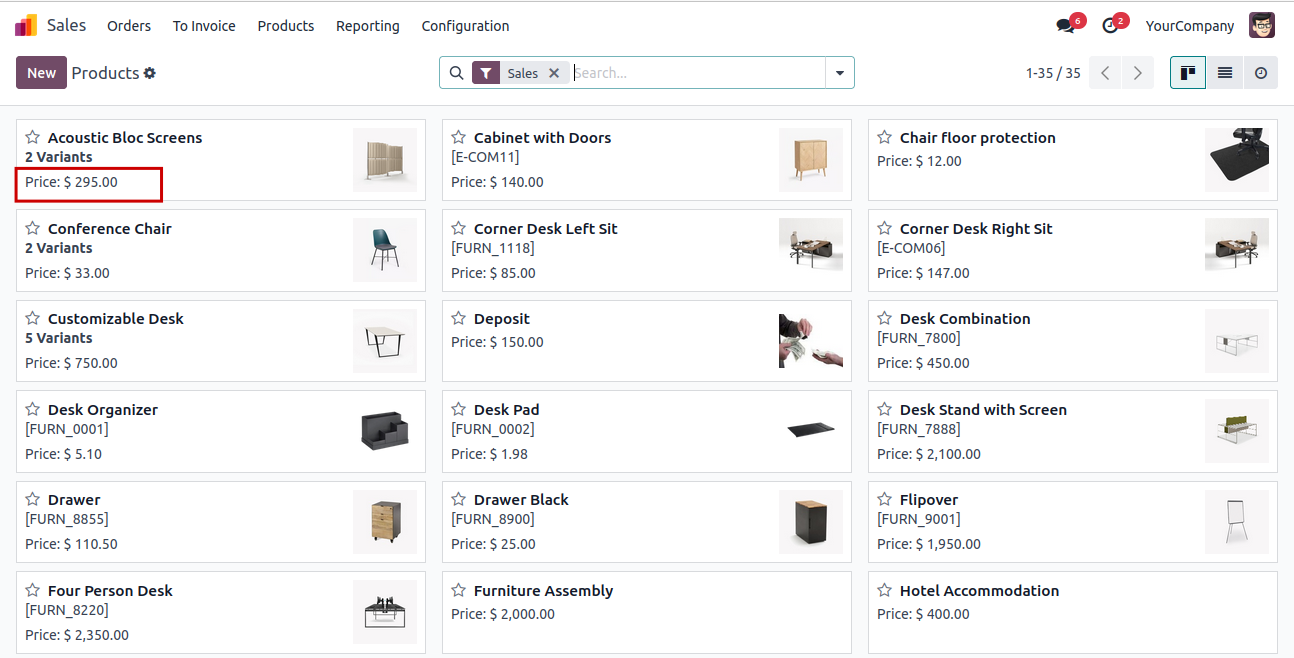 Sales Orders To Invoice Products Reporting Configuration 6 2 YourCompany
New Products Sales Search... 1-35 / 35
Acoustic Bloc Screens
2 Variants
Price: $ 295.00
Cabinet with Doors
[E-COM11]
Price: $ 140.00
Chair floor protection
Price: $ 12.00
Conference Chair
2 Variants
Price: $ 33.00
Corner Desk Left Sit
[FURN_1118]
Price: $ 85.00
Corner Desk Right Sit
[E-COM06]
Price: $ 147.00
Customizable Desk
5 Variants
Price: $ 750.00
Deposit
Price: $ 150.00
Desk Combination
[FURN_7800]
Price: $ 450.00
Desk Organizer
[FURN_0001]
Price: $ 5.10
Desk Pad
[FURN_0002]
Price: $ 1.98
Desk Stand with Screen
[FURN_7888]
Price: $ 2,100.00
Drawer
[FURN_8855]
Price: $ 110.50
Drawer Black
[FURN_8900]
Price: $ 25.00
Flipover
[FURN_9001]
Price: $ 1,950.00
Four Person Desk
[FURN_8220]
Price: $ 2,350.00
Furniture Assembly
Price: $ 2,000.00
Hotel Accommodation
Price: $ 400.00